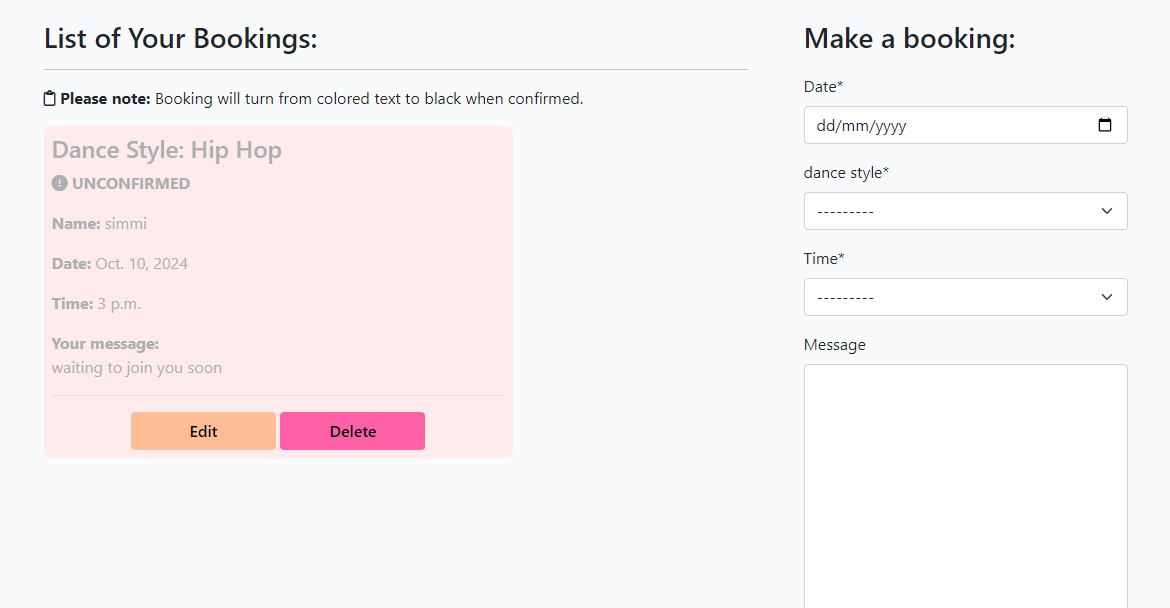 List of Your Bookings:
Please note: Booking will turn from colored text to black when confirmed.
Dance Style: Hip Hop
UNCONFIRMED
Name: simmi
Date: Oct. 10, 2024
Time: 3 p.m.
Your message:
waiting to join you soon
Edit
Delete
Make a booking:
Date*
dd/mm/yyyy
dance style*
---------
Time*
---------
Message